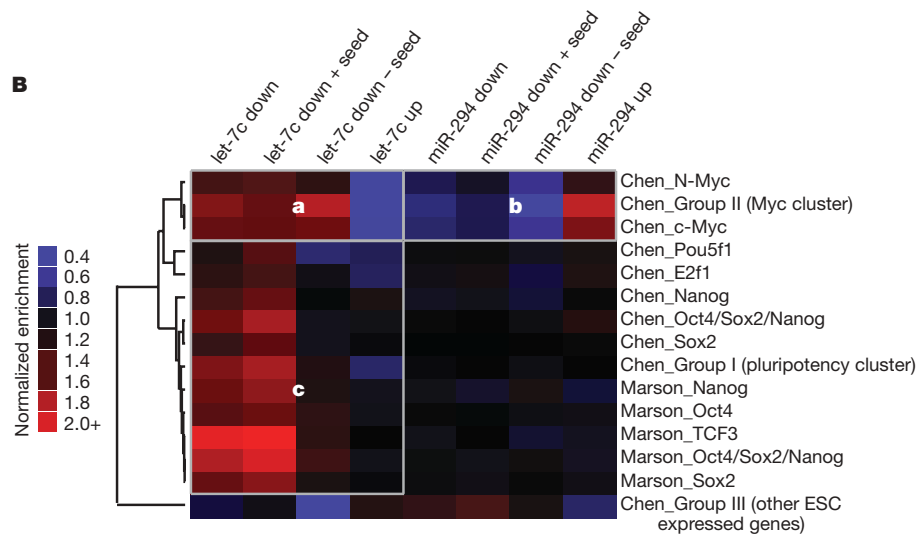 B
let-7c down
let-7c down + seed
let-7c down – seed
let-7c up
miR-294 down
miR-294 down + seed
miR-294 down – seed
miR-294 up
a
b
c
Chen_N-Myc
Chen_Group II (Myc cluster)
Chen_c-Myc
Chen_Pou5f1
Chen_E2f1
Chen_Nanog
Chen_Oct4/Sox2/Nanog
Chen_Sox2
Chen_Group I (pluripotency cluster)
Marson_Nanog
Marson_Oct4
Marson_TCF3
Marson_Oct4/Sox2/Nanog
Marson_Sox2
Chen_Group III (other ESC
expressed genes)
Normalized enrichment
0.4
0.6
0.8
1.0
1.2
1.4
1.6
1.8
2.0+